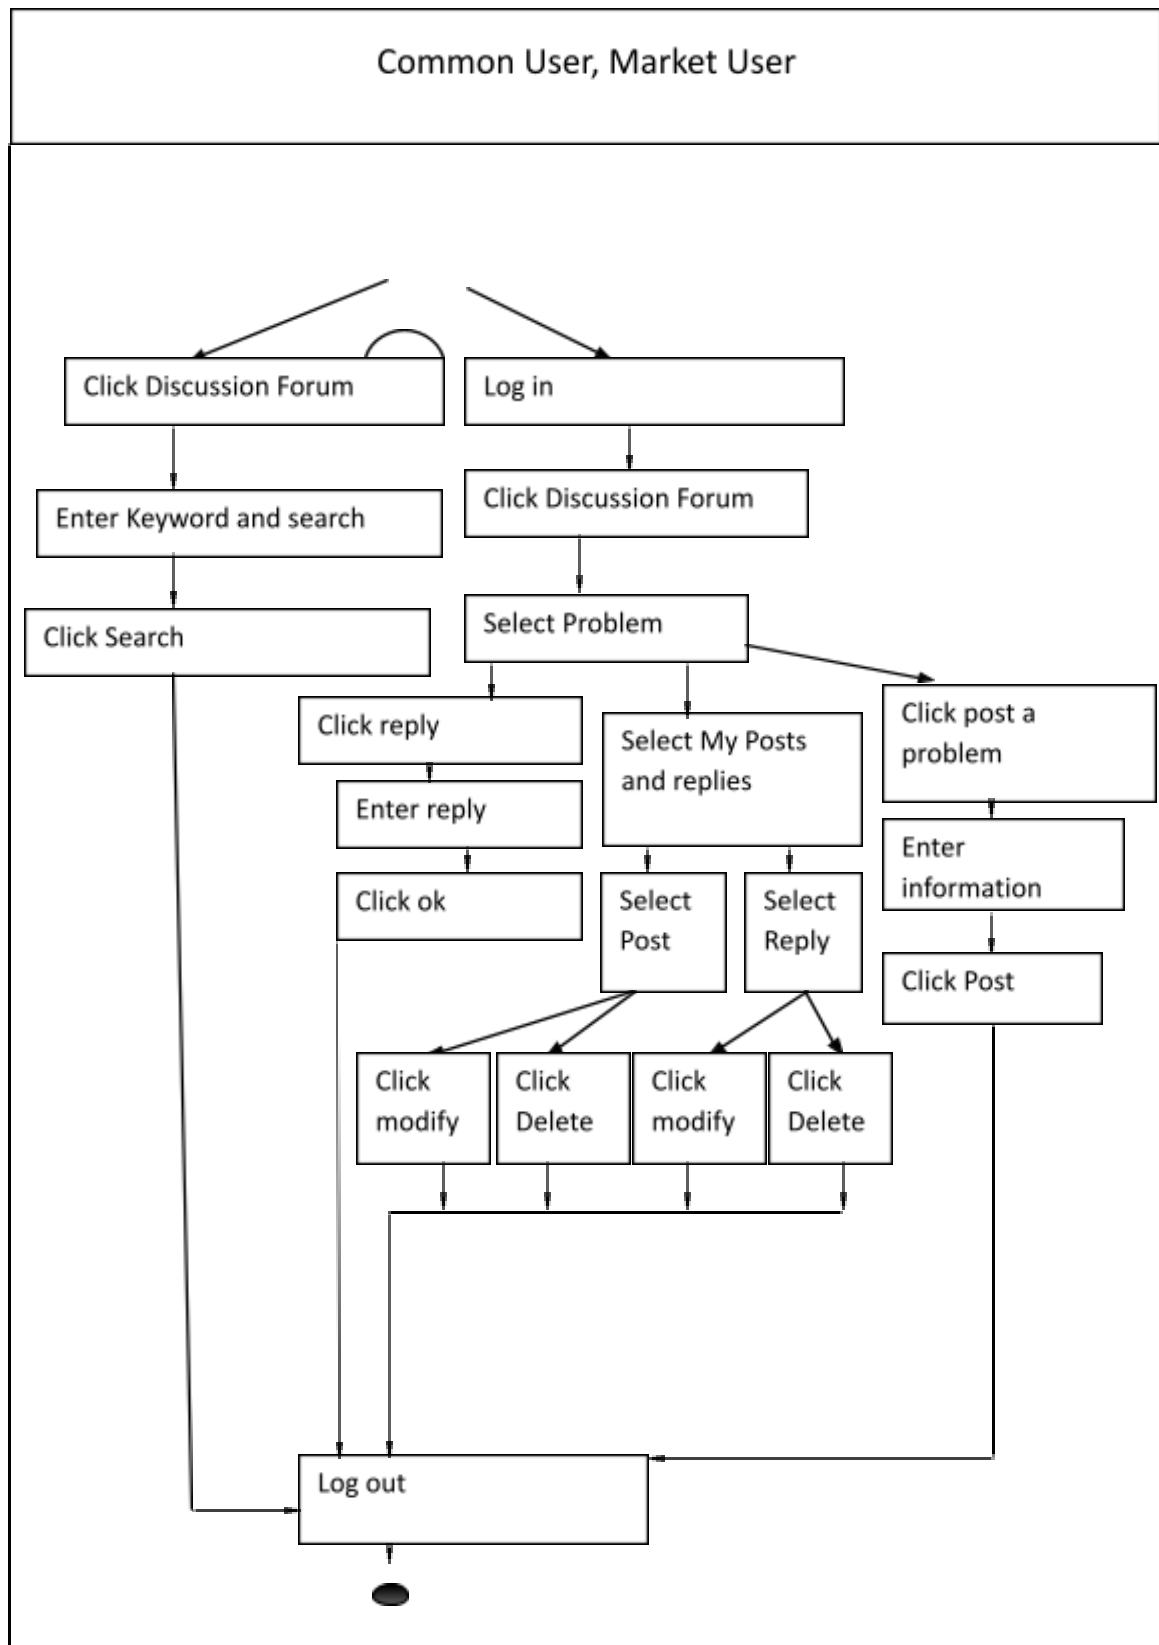 Common User, Market User
Click Discussion Forum
Log in
Enter Keyword and search
Click Discussion Forum
Click Search
Select Problem
Click reply
Select My Posts
and replies
Click post a
problem
Enter reply
Enter
information
Click ok
Select
Post
Select
Reply
Click Post
Click
modify
Click
Delete
Click
modify
Click
Delete
Log out